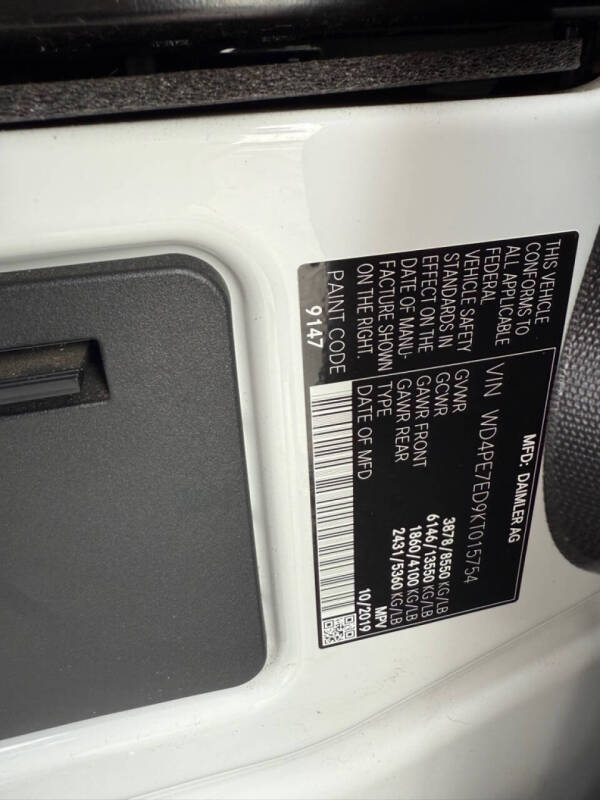 MFD: DAIMLER AG
VIN WD4PE7ED9KT015754
GVWR 3878/8550 KG/LB
GCWR 6146/13550 KG/LB
GAWR FRONT 1860/4100 KG/LB
GAWR REAR 2431/5360 KG/LB
TYPE MPV
DATE OF MFD 10/2019
THIS VEHICLE
CONFORMS TO
ALL APPLICABLE
FEDERAL
VEHICLE SAFETY
STANDARDS IN
EFFECT ON THE
DATE OF MANU-
FACTURE SHOWN
ON THE RIGHT.
PAINT CODE
9147